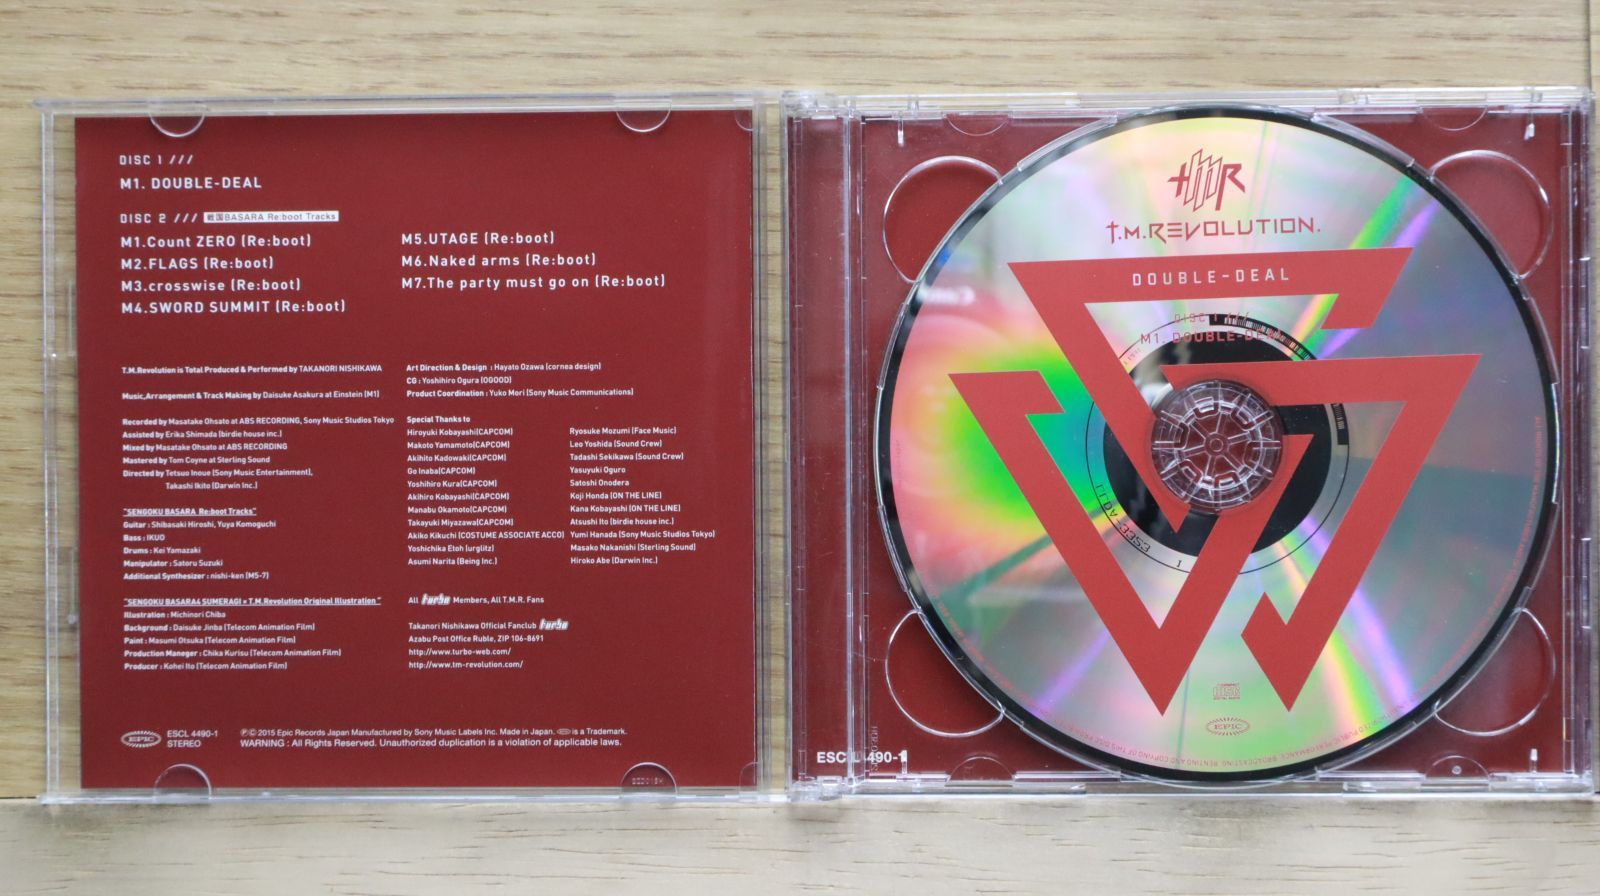 DISC 1 ///
M1. DOUBLE-DEAL
DISC 2 /// 戦国BASARA Re:boot Tracks
M1.Count ZERO (Re:boot)
M2.FLAGS (Re:boot)
M3.crosswise (Re:boot)
M4.SWORD SUMMIT (Re:boot)
M5.UTAGE (Re:boot)
M6.Naked arms (Re:boot)
M7.The party must go on (Re:boot)
T.M.Revolution is Total Produced & Performed by TAKANORI NISHIKAWA
Music,Arrangement & Track Making by Daisuke Asakura at Einstein (M1)
Recorded by Masatake Ohsato at ABS RECORDING, Sony Music Studios Tokyo
Assisted by Erika Shimada (birdie house inc.)
Mixed by Masatake Ohsato at ABS RECORDING
Mastered by Tom Coyne at Sterling Sound
Directed by Tetsuo Inoue (Sony Music Entertainment),
Takashi Ikito (Darwin Inc.)
"SENGOKU BASARA Re:boot Tracks"
Guitar : Shibasaki Hiroshi, Yuya Komoguchi
Bass : IKUO
Drums : Kei Yamazaki
Manipulator : Satoru Suzuki
Additional Synthesizer : nishi-ken (M5-7)
"SENGOKU BASARA4 SUMERAGI × T.M.Revolution Original Illustration"
Illustration : Michinori Chiba
Background : Daisuke Jinba (Telecom Animation Film)
Paint : Masumi Otsuka (Telecom Animation Film)
Production Maneger : Chika Kurisu (Telecom Animation Film)
Producer : Kohei Ito (Telecom Animation Film)
Art Direction & Design : Hayato Ozawa (cornea design)
CG : Yoshihiro Ogura (OGOOD)
Product Coordination : Yuko Mori (Sony Music Communications)
Special Thanks to
Hiroyuki Kobayashi(CAPCOM)
Makoto Yamamoto(CAPCOM)
Akihito Kadowaki(CAPCOM)
Go Inaba(CAPCOM)
Yoshihiro Kura(CAPCOM)
Akihiro Kobayashi(CAPCOM)
Manabu Okamoto(CAPCOM)
Takayuki Miyazawa(CAPCOM)
Akiko Kikuchi (COSTUME ASSOCIATE ACCO)
Yoshichika Etoh (urglitz)
Asumi Narita (Being Inc.)
Ryosuke Mozumi (Face Music)
Leo Yoshida (Sound Crew)
Tadashi Sekikawa (Sound Crew)
Yasuyuki Oguro
Satoshi Onodera
Koji Honda (ON THE LINE)
Kana Kobayashi (ON THE LINE)
Atsushi Ito (birdie house inc.)
Yumi Hanada (Sony Music Studios Tokyo)
Masako Nakanishi (Sterling Sound)
Hiroko Abe (Darwin Inc.)
All turbo Members, All T.M.R. Fans
Takanori Nishikawa Official Fanclub turbo
Azabu Post Office Ruble, ZIP 106-8691
http://www.turbo-web.com/
http://www.tm-revolution.com/
EPIC
ESCL 4490-1
STEREO
℗© 2015 Epic Records Japan Manufactured by Sony Music Labels Inc. Made in Japan. EPIC is a Trademark.
WARNING : All Rights Reserved. Unauthorized duplication is a violation of applicable laws.
TMR
T.M.REVOLUTION.
DOUBLE-DEAL
DISC 1 ///
M1. DOUBLE-DEAL
EPIC